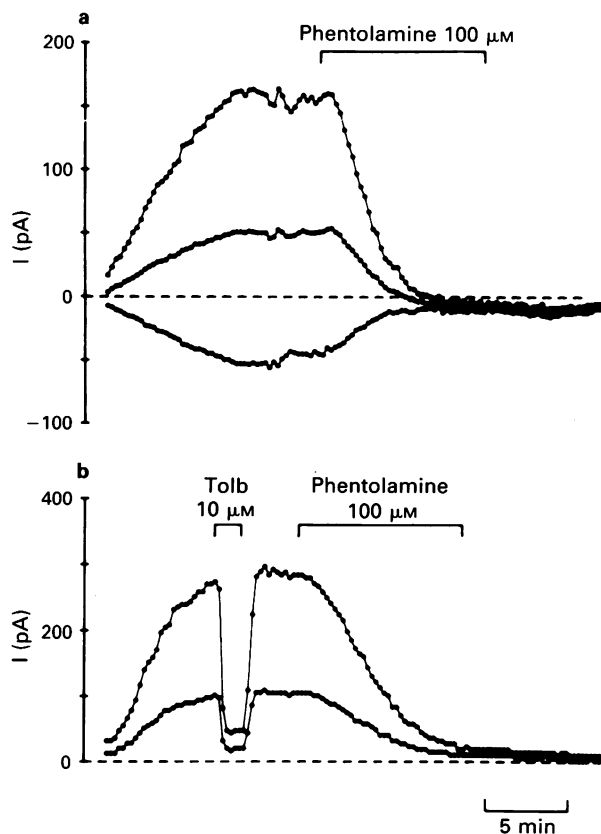 a
Phentolamine 100 μM
200
100
0
−100
I (pA)
b
Tolb
10 μM
Phentolamine
100 μM
400
200
0
I (pA)
5 min